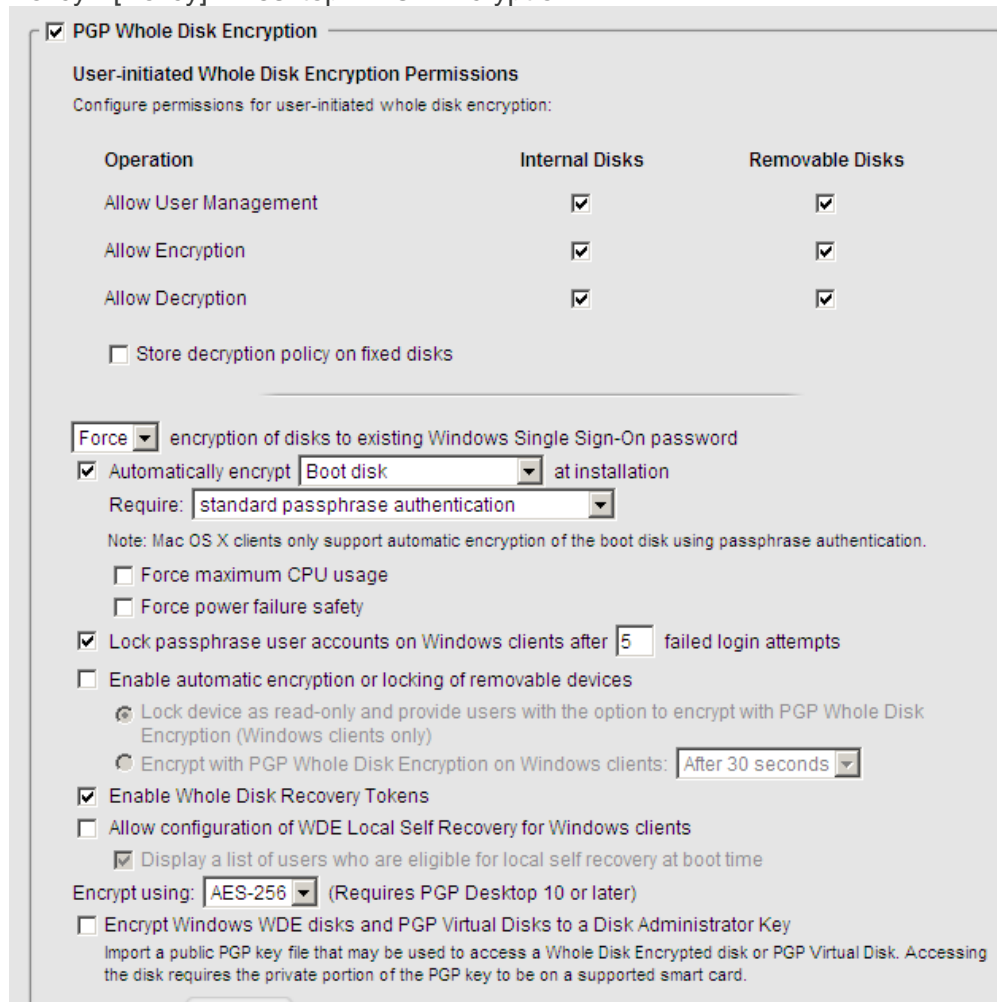 PGP Whole Disk Encryption
User-initiated Whole Disk Encryption Permissions
Configure permissions for user-initiated whole disk encryption:
Operation Internal Disks Removable Disks
Allow User Management
Allow Encryption
Allow Decryption
Store decryption policy on fixed disks
Force encryption of disks to existing Windows Single Sign-On password
Automatically encrypt Boot disk at installation
Require: standard passphrase authentication
Note: Mac OS X clients only support automatic encryption of the boot disk using passphrase authentication.
Force maximum CPU usage
Force power failure safety
Lock passphrase user accounts on Windows clients after 5 failed login attempts
Enable automatic encryption or locking of removable devices
Lock device as read-only and provide users with the option to encrypt with PGP Whole Disk
Encryption (Windows clients only)
Encrypt with PGP Whole Disk Encryption on Windows clients: After 30 seconds
Enable Whole Disk Recovery Tokens
Allow configuration of WDE Local Self Recovery for Windows clients
Display a list of users who are eligible for local self recovery at boot time
Encrypt using: AES-256 (Requires PGP Desktop 10 or later)
Encrypt Windows WDE disks and PGP Virtual Disks to a Disk Administrator Key
Import a public PGP key file that may be used to access a Whole Disk Encrypted disk or PGP Virtual Disk. Accessing
the disk requires the private portion of the PGP key to be on a supported smart card.